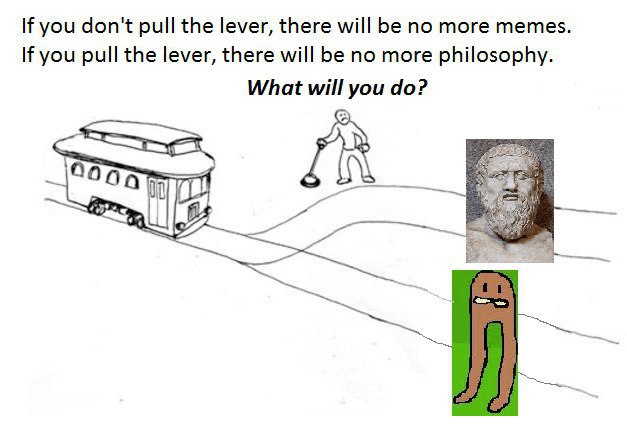 If you don't pull the lever, there will be no more memes.
If you pull the lever, there will be no more philosophy.
What will you do?